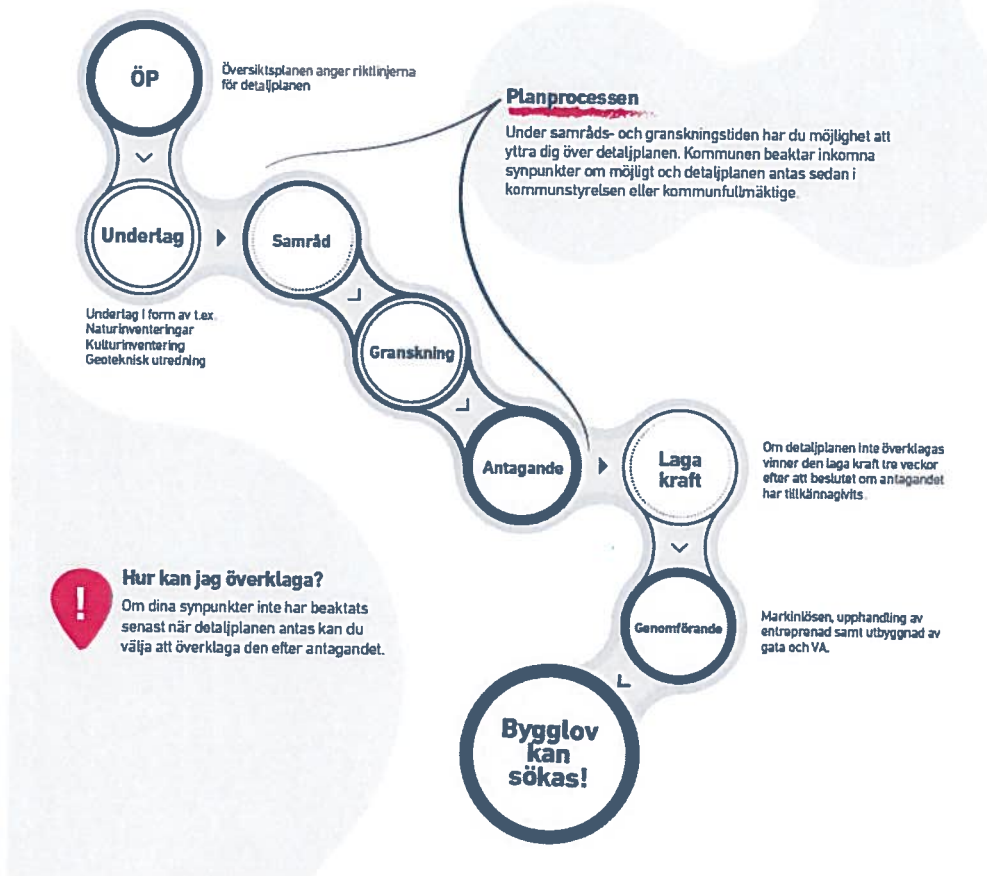 ÖP
Översiktsplanen anger riktlinjerna
för detaljplanen
Planprocessen
Under samråds- och granskningstiden har du möjlighet att
yttra dig över detaljplanen. Kommunen beaktar inkomna
synpunkter om möjligt och detaljplanen antas sedan i
kommunstyrelsen eller kommunfullmäktige.
Underlag
Samråd
Underlag I form av t.ex.
Naturinventeringar
Kulturinventering
Geoteknisk utredning
Granskning
Antagande
Laga
kraft
Om detaljplanen inte överklagas
vinner den laga kraft tre veckor
efter att beslutet om antagandet
har tillkännagivits.
!
Hur kan jag överklaga?
Om dina synpunkter inte har beaktats
senast när detaljplanen antas kan du
välja att överklaga den efter antagandet.
Genomförande
Markinlösen, upphandling av
entreprenad samt utbyggnad av
gata och VA.
Bygglov
kan
sökas!